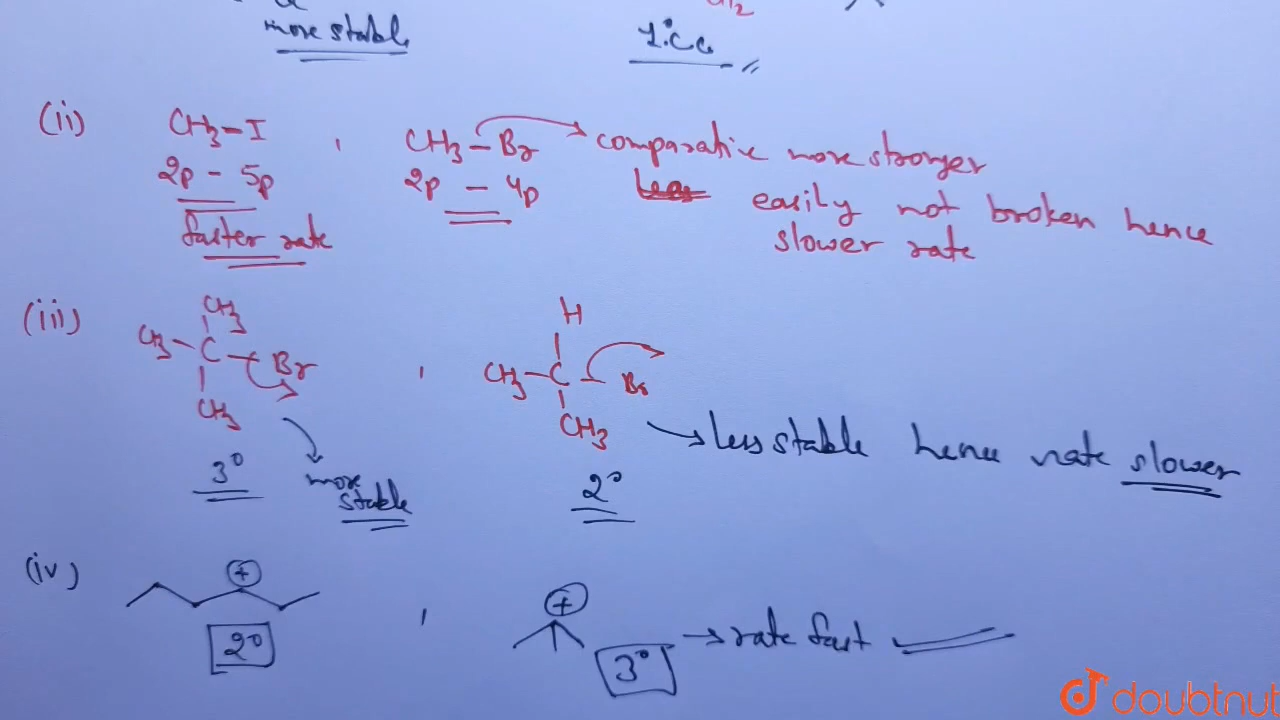 more stable
1°CC
(ii) CH3-I , CH3-Br comparative more stronger
2p - 5p 2p - 4p easily not broken hence
faster rate slower rate
(iii) CH3 H
CH3-C-Br , CH3-C-Br
CH3 CH3 less stable hence rate slower
3° more stable 2°
(iv) + , +
2° 3° rate fast
doubtnut